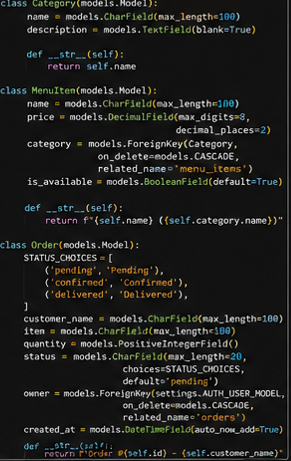 class Category(models.Model):
    name = models.CharField(max_length=100)
    description = models.TextField(blank=True)
    def __str__(self):
        return self.name
class MenuItem(models.Model):
    name = models.CharField(max_length=100)
    price = models.DecimalField(max_digits=8,
                                decimal_places=2)
    category = models.ForeignKey(Category,
                on_delete=models.CASCADE,
                related_name='menu_items')
    is_available = models.BooleanField(default=True)
    def __str__(self):
        return f"{self.name} ({self.category.name})"
class Order(models.Model):
    STATUS_CHOICES = [
        ('pending', 'Pending'),
        ('confirmed', 'Confirmed'),
        ('delivered', 'Delivered'),
    ]
    customer_name = models.CharField(max_length=100)
    item = models.CharField(max_length=100)
    quantity = models.PositiveIntegerField()
    status = models.CharField(max_length=20,
                choices=STATUS_CHOICES,
                default='pending')
    owner = models.ForeignKey(settings.AUTH_USER_MODEL,
                on_delete=models.CASCADE,
                related_name='orders')
    created_at = models.DateTimeField(auto_now_add=True)
    def __str__(self):
        return f"Order #{self.id} - {self.customer_name}"